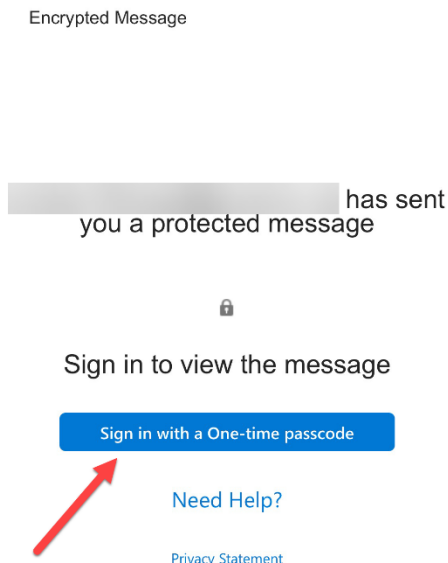 Encrypted Message
has sent
you a protected message
Sign in to view the message
Sign in with a One-time passcode
Need Help?
Privacy Statement